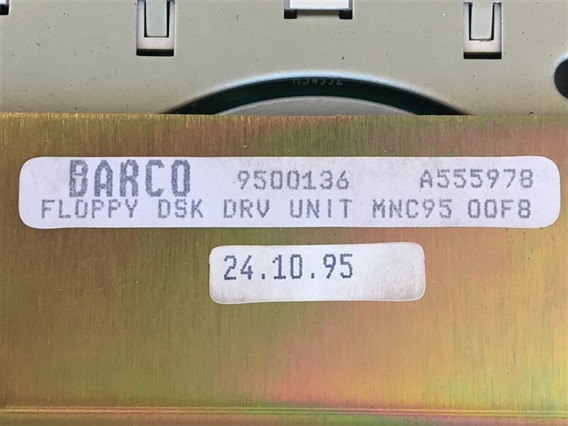 BARCO 9500136 A555978
FLOPPY DSK DRV UNIT MNC95 00F8
24.10.95